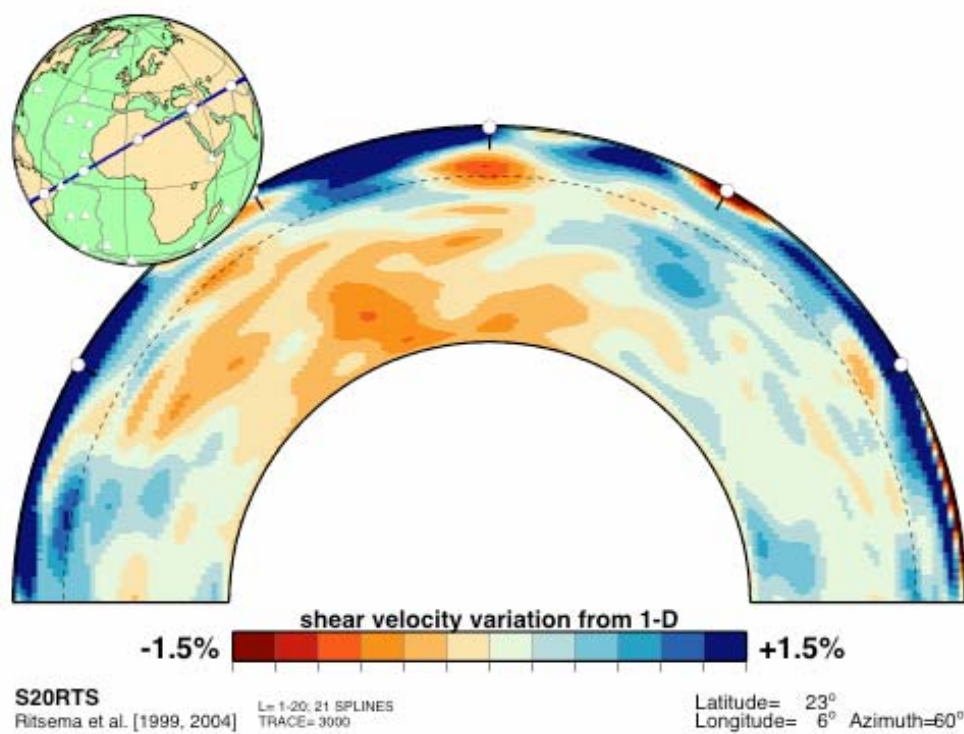 shear velocity variation from 1-D
-1.5% +1.5%
S20RTS
Ritsema et al. [1999, 2004]
L= 1-20; 21 SPLINES
TRACE= 3000
Latitude= 23°
Longitude= 6° Azimuth=60°